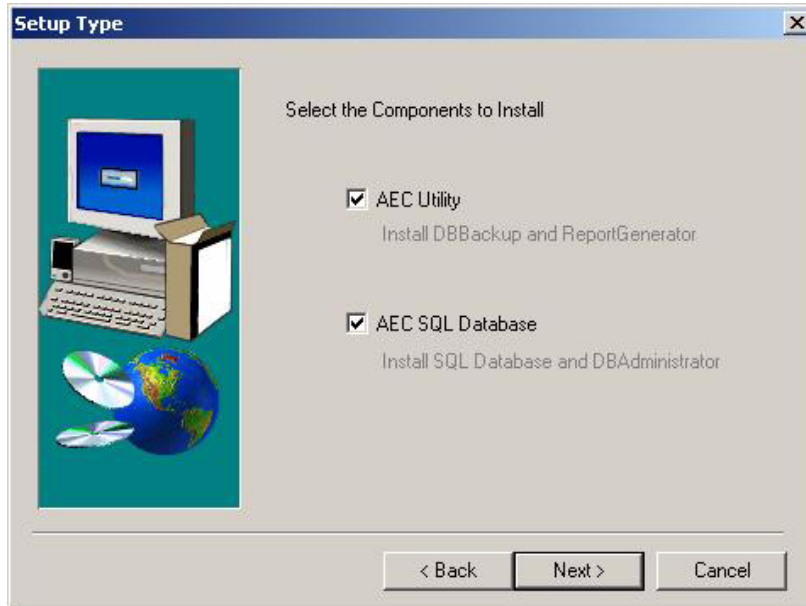 Setup Type
Select the Components to Install
AEC Utility
Install DBBackup and ReportGenerator
AEC SQL Database
Install SQL Database and DBAdministrator
< Back
Next >
Cancel